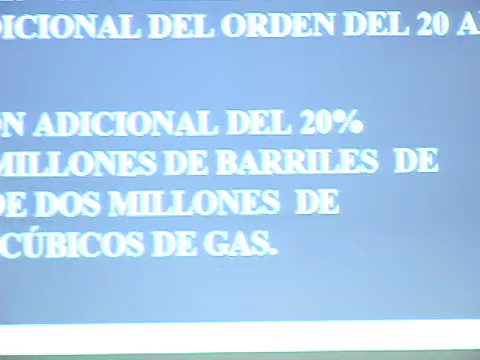 DICIONAL DEL ORDEN DEL 20 A
ON ADICIONAL DEL 20%
MILLONES DE BARRILES DE
DE DOS MILLONES DE
CÚBICOS DE GAS.